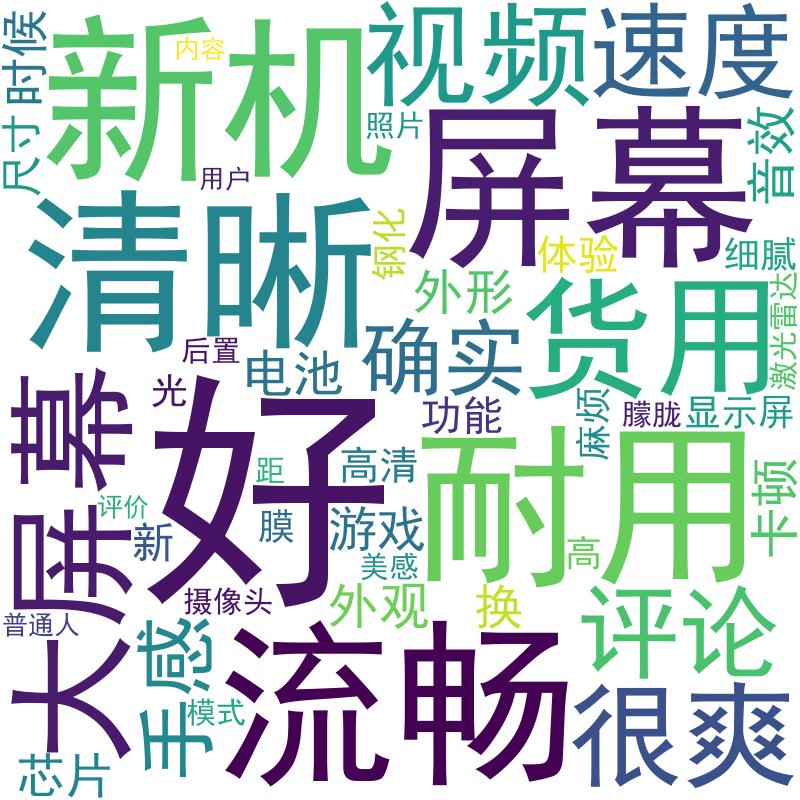 时候
尺寸
新机
内容
视频
速度
照片
用户
屏幕
音效
清晰
钢化
体验
细腻
外形
货用
激光雷达
后置
电池
确实
光
功能
麻烦
朦胧
显示屏
大屏幕
好
耐用
高清
距
评价
新
膜
游戏
卡顿
美感
高
摄像头
外观
换
评论
普通人
手感
流畅
很爽
模式
芯片